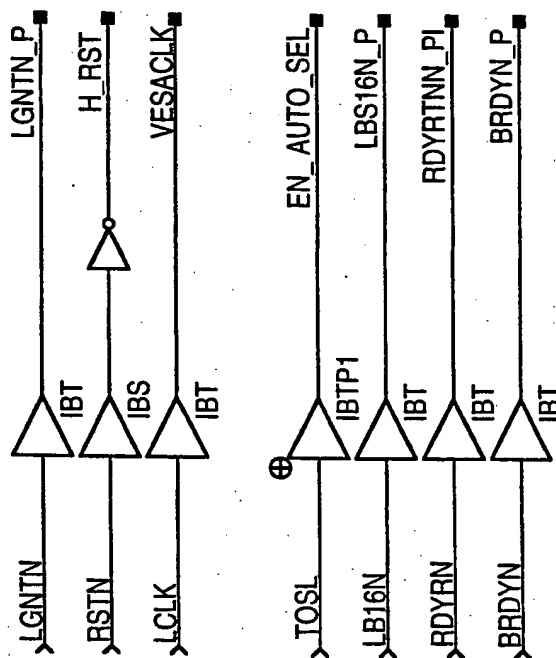 LGNTN
IBT
LGNTN_P
RSTN
IBS
H_RST
LCLK
IBT
VESACLK
TOSL
IBTP1
EN_AUTO_SEL
LB16N
IBT
LBS16N_P
RDYRN
IBT
RDYRTNN_PI
BRDYN
IBT
BRDYN_P